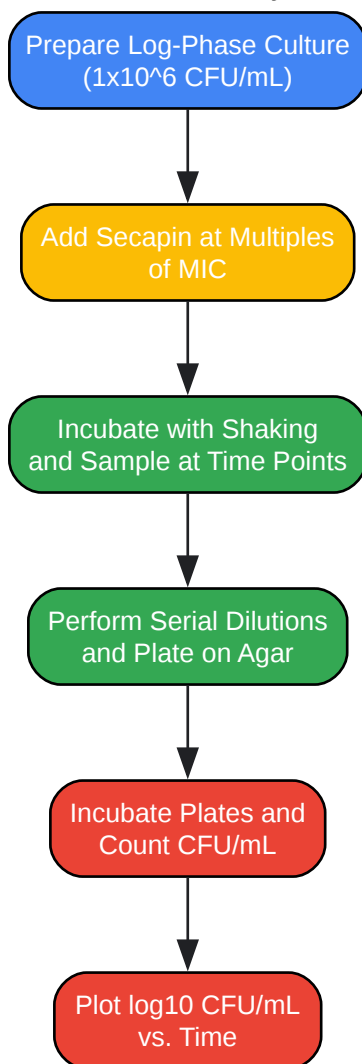 Prepare Log-Phase Culture
(1x10^6 CFU/mL)
Add Secapin at Multiples
of MIC
Incubate with Shaking
and Sample at Time Points
Perform Serial Dilutions
and Plate on Agar
Incubate Plates and
Count CFU/mL
Plot log10 CFU/mL
vs. Time